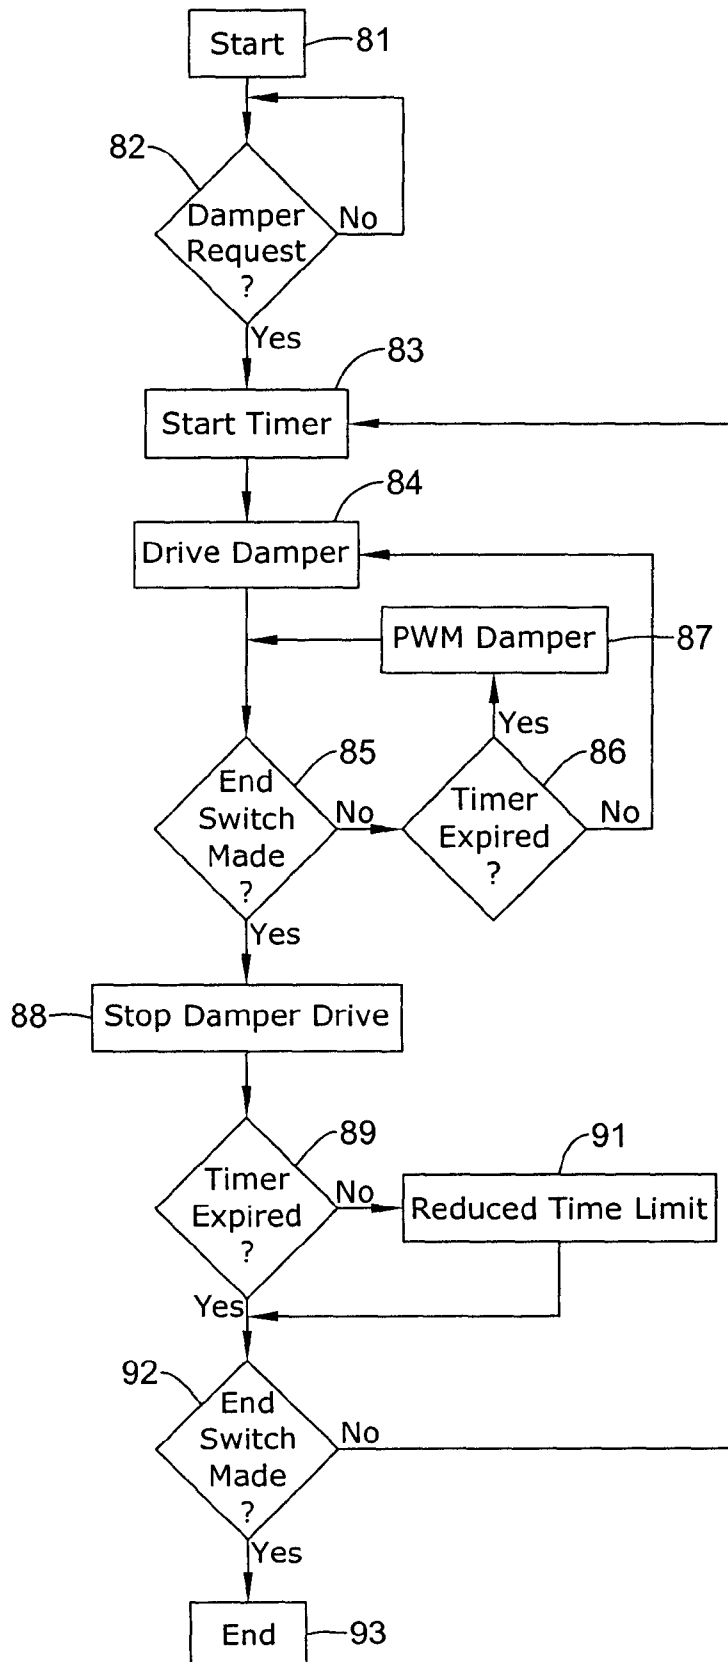 Start
81
82
Damper
Request
?
No
Yes
83
Start Timer
84
Drive Damper
PWM Damper
87
Yes
85
End
Switch
Made
?
No
86
Timer
Expired
?
No
Yes
88
Stop Damper Drive
89
Timer
Expired
?
No
91
Reduced Time Limit
Yes
92
End
Switch
Made
?
No
Yes
End
93